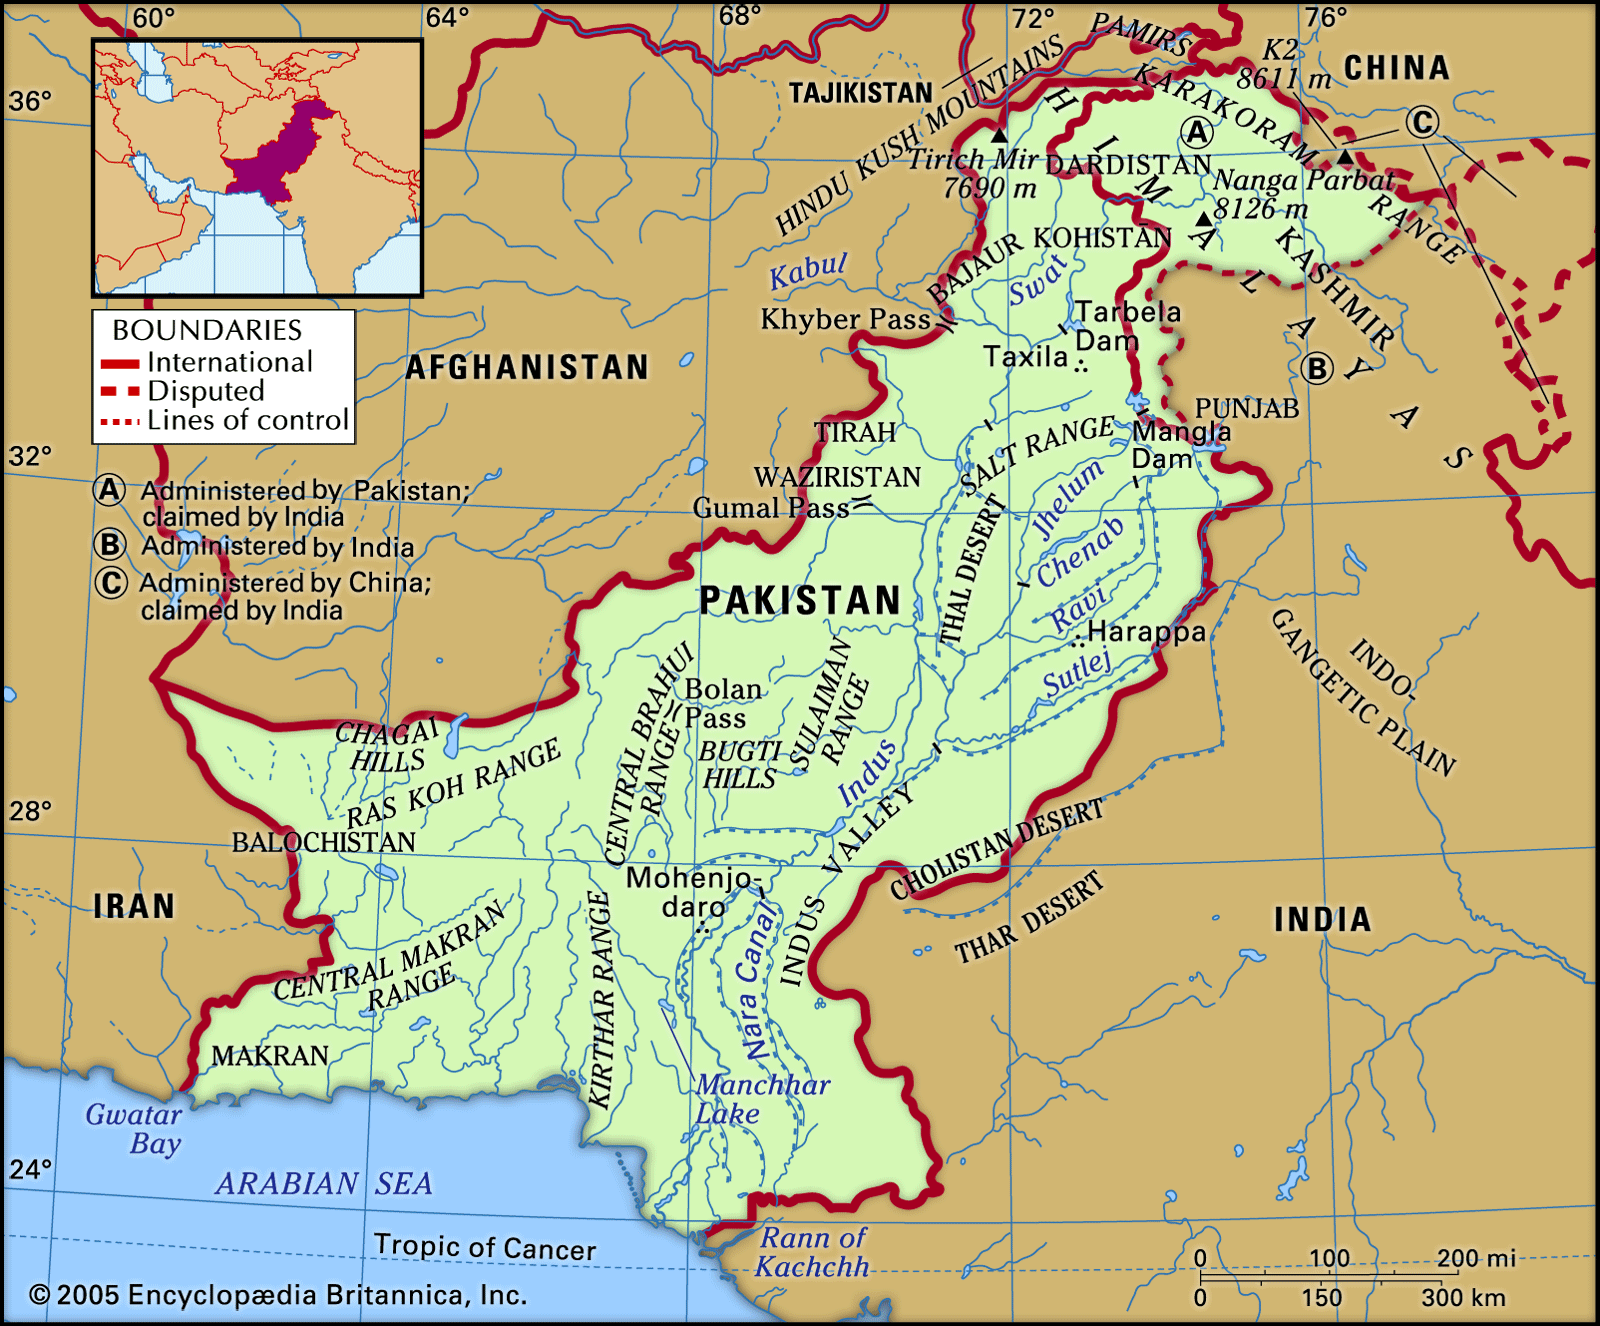 60°
64°
68°
72°
76°
36°
32°
28°
24°
PAMIRS
K2
8611 m
CHINA
TAJIKISTAN
HINDU KUSH MOUNTAINS
KARAKORAM RANGE
HIMALAYAS
A
C
Tirich Mir
7690 m
DARDISTAN
Nanga Parbat
8126 m
KOHISTAN
BAJAUR
Swat
KASHMIR
Kabul
Khyber Pass
Tarbela
Dam
Taxila
B
BOUNDARIES
International
Disputed
Lines of control
AFGHANISTAN
PUNJAB
TIRAH
SALT RANGE
Mangla
Dam
WAZIRISTAN
Gumal Pass
Jhelum
A Administered by Pakistan;
claimed by India
B Administered by India
C Administered by China;
claimed by India
THAL DESERT
Chenab
PAKISTAN
Ravi
Harappa
Sutlej
INDO-
GANGETIC PLAIN
CENTRAL BRAHUI
RANGE
Bolan
Pass
SULAIMAN
RANGE
CHAGAI
HILLS
BUGTI
HILLS
RAS KOH RANGE
Indus
INDUS VALLEY
BALOCHISTAN
CHOLISTAN DESERT
Mohenjo-
daro
IRAN
THAR DESERT
INDIA
CENTRAL MAKRAN
RANGE
KIRTHAR RANGE
Nara Canal
MAKRAN
Manchhar
Lake
Gwatar
Bay
ARABIAN SEA
Tropic of Cancer
Rann of
Kachchh
0 100 200 mi
0 150 300 km
© 2005 Encyclopædia Britannica, Inc.